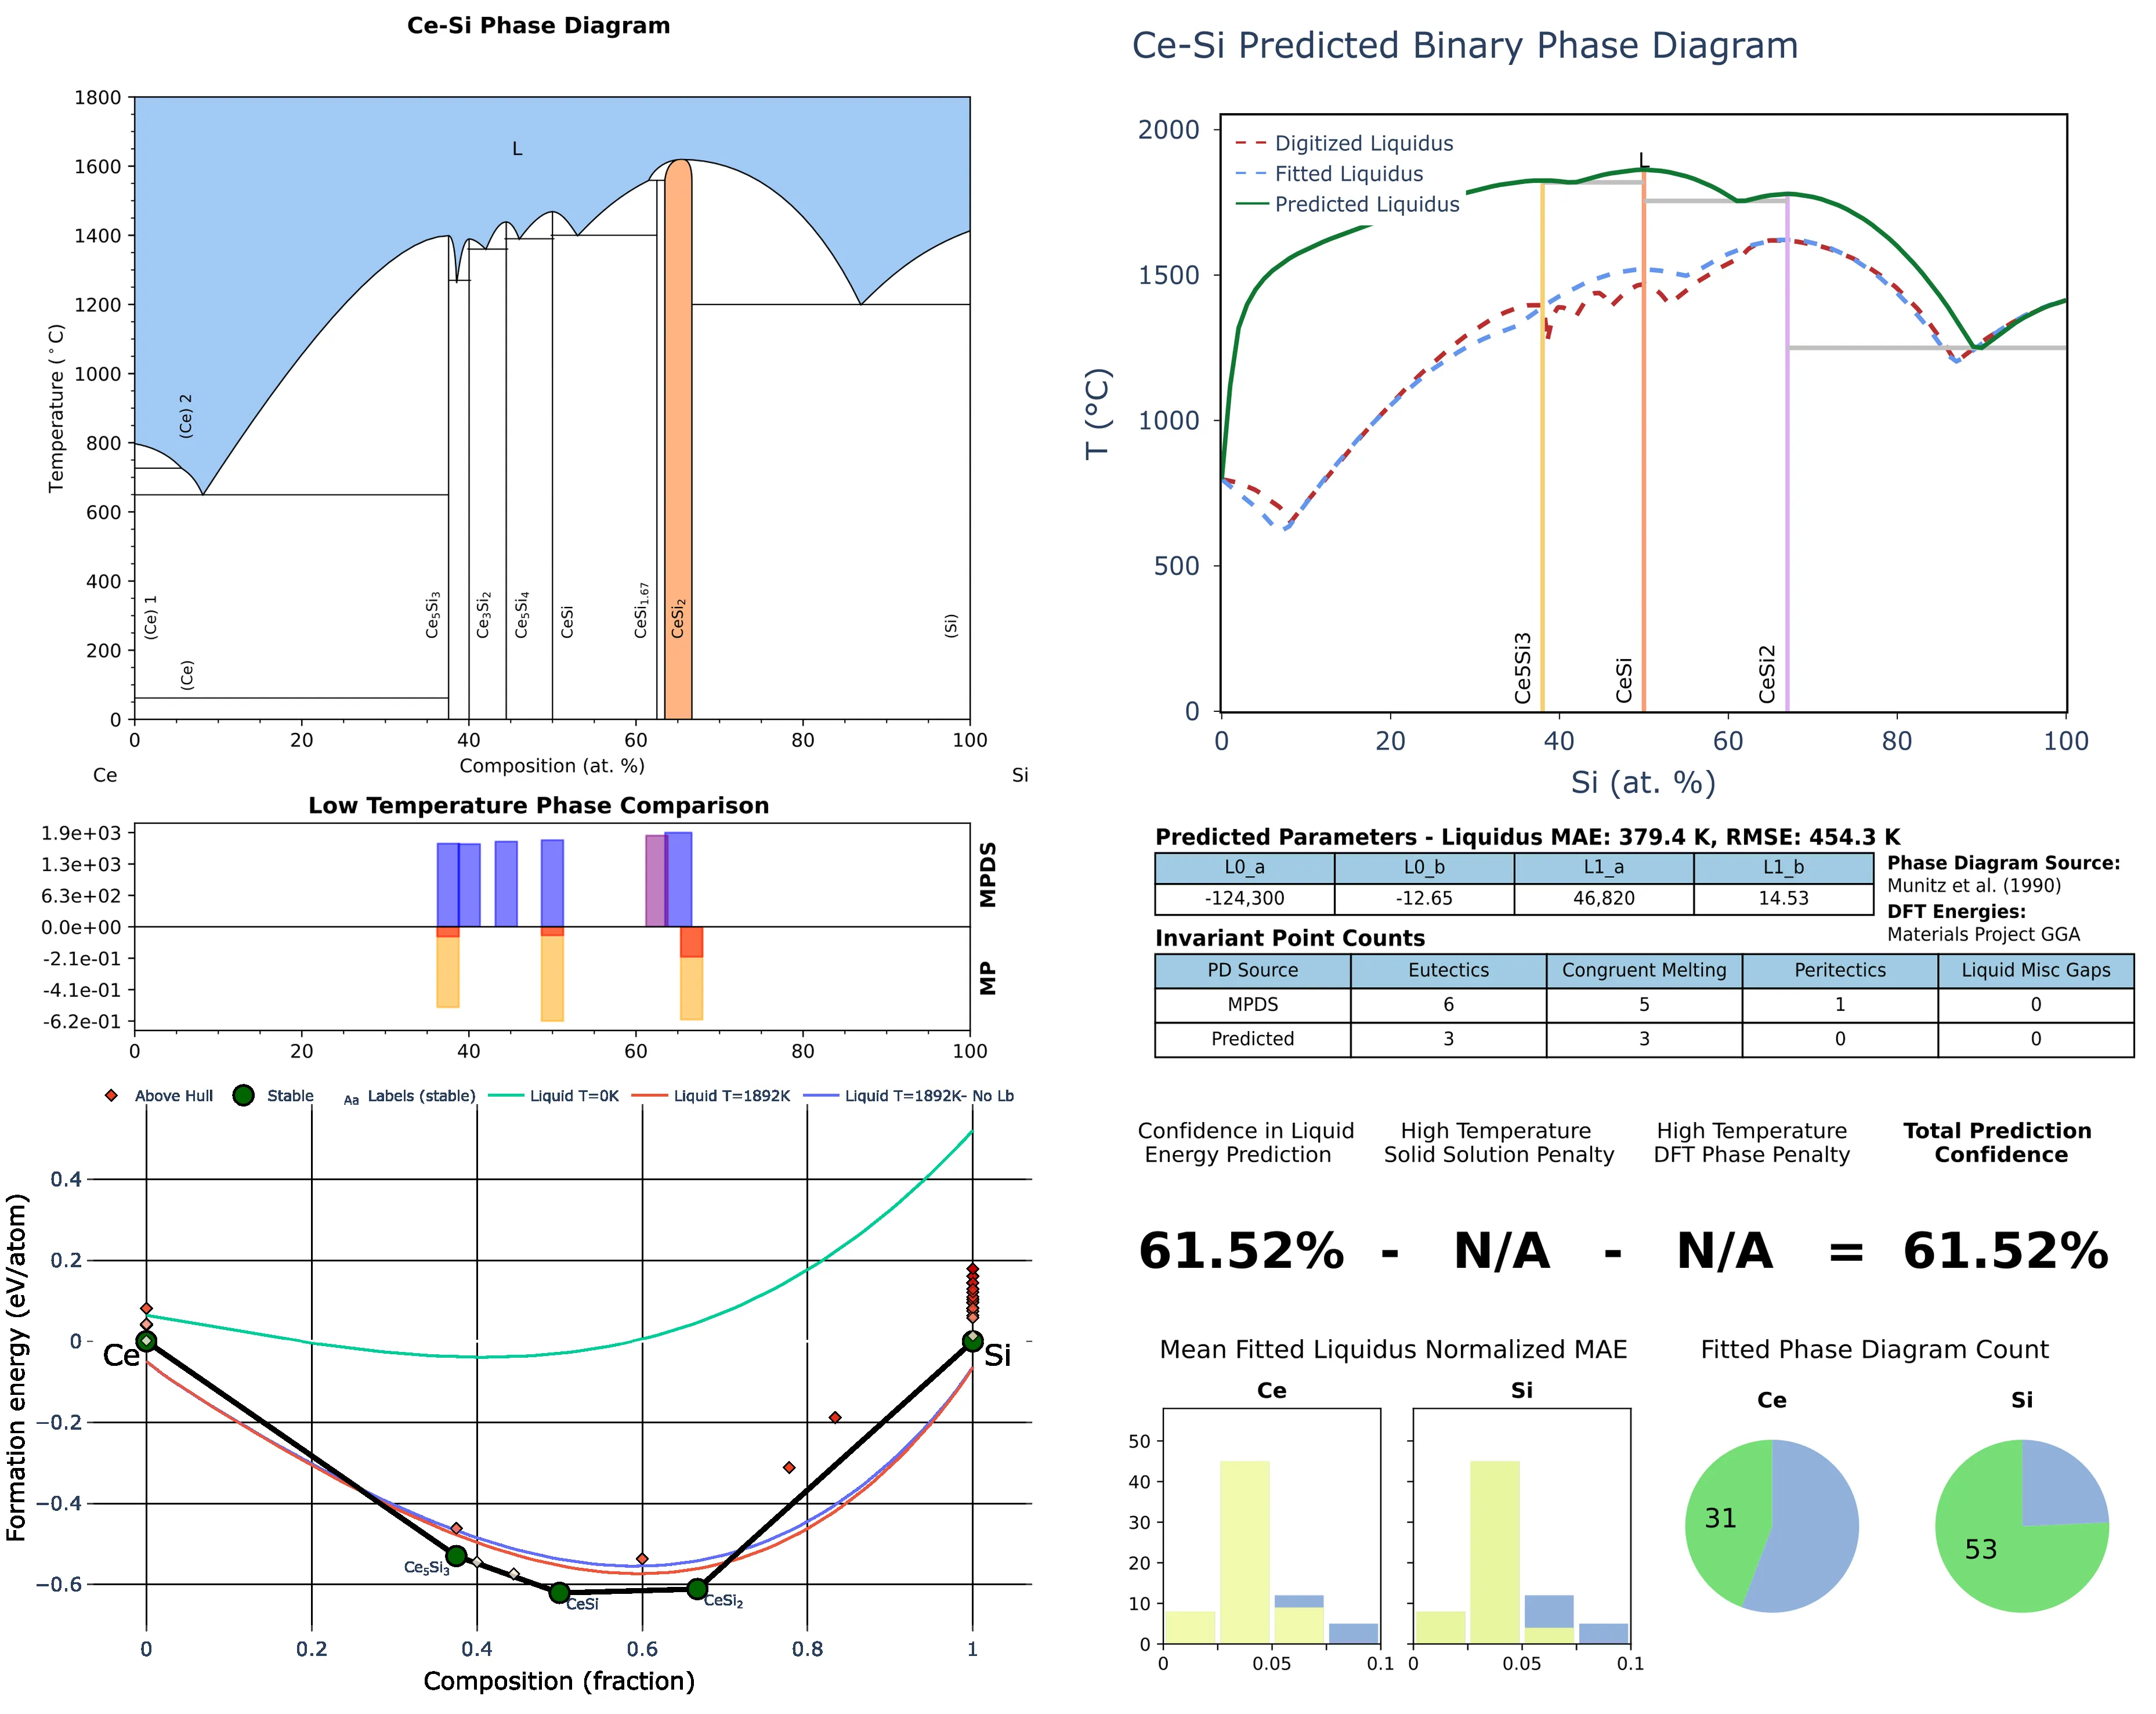 Ce-Si Phase Diagram
1800
1600
1400
1200
1000
800
600
400
200
0
Temperature (°C)
L
(Ce) 2
(Ce) 1
(Ce)
Ce5Si3
Ce3Si2
Ce5Si4
CeSi
CeSi1.67
CeSi2
(Si)
0 20 40 60 80 100
Composition (at. %)
Ce Si
Low Temperature Phase Comparison
1.9e+03
1.3e+03
6.3e+02
0.0e+00
-2.1e-01
-4.1e-01
-6.2e-01
MPDS
MP
0 20 40 60 80 100
Above Hull Stable Aa Labels (stable) Liquid T=0K Liquid T=1892K Liquid T=1892K- No Lb
0.4
0.2
0
−0.2
−0.4
−0.6
Formation energy (eV/atom)
Ce Si
Ce5Si3
CeSi
CeSi2
0 0.2 0.4 0.6 0.8 1
Composition (fraction)
Ce-Si Predicted Binary Phase Diagram
2000
1500
1000
500
0
T (°C)
Digitized Liquidus
Fitted Liquidus
Predicted Liquidus
L
Ce5Si3
CeSi
CeSi2
0 20 40 60 80 100
Si (at. %)
Predicted Parameters - Liquidus MAE: 379.4 K, RMSE: 454.3 K
L0_a L0_b L1_a L1_b
-124,300 -12.65 46,820 14.53
Phase Diagram Source:
Munitz et al. (1990)
DFT Energies:
Materials Project GGA
Invariant Point Counts
PD Source Eutectics Congruent Melting Peritectics Liquid Misc Gaps
MPDS 6 5 1 0
Predicted 3 3 0 0
Confidence in Liquid
Energy Prediction
High Temperature
Solid Solution Penalty
High Temperature
DFT Phase Penalty
Total Prediction
Confidence
61.52% - N/A - N/A = 61.52%
Mean Fitted Liquidus Normalized MAE
Ce
Si
50
40
30
20
10
0
0 0.05 0.1
0 0.05 0.1
Fitted Phase Diagram Count
Ce
Si
31
53